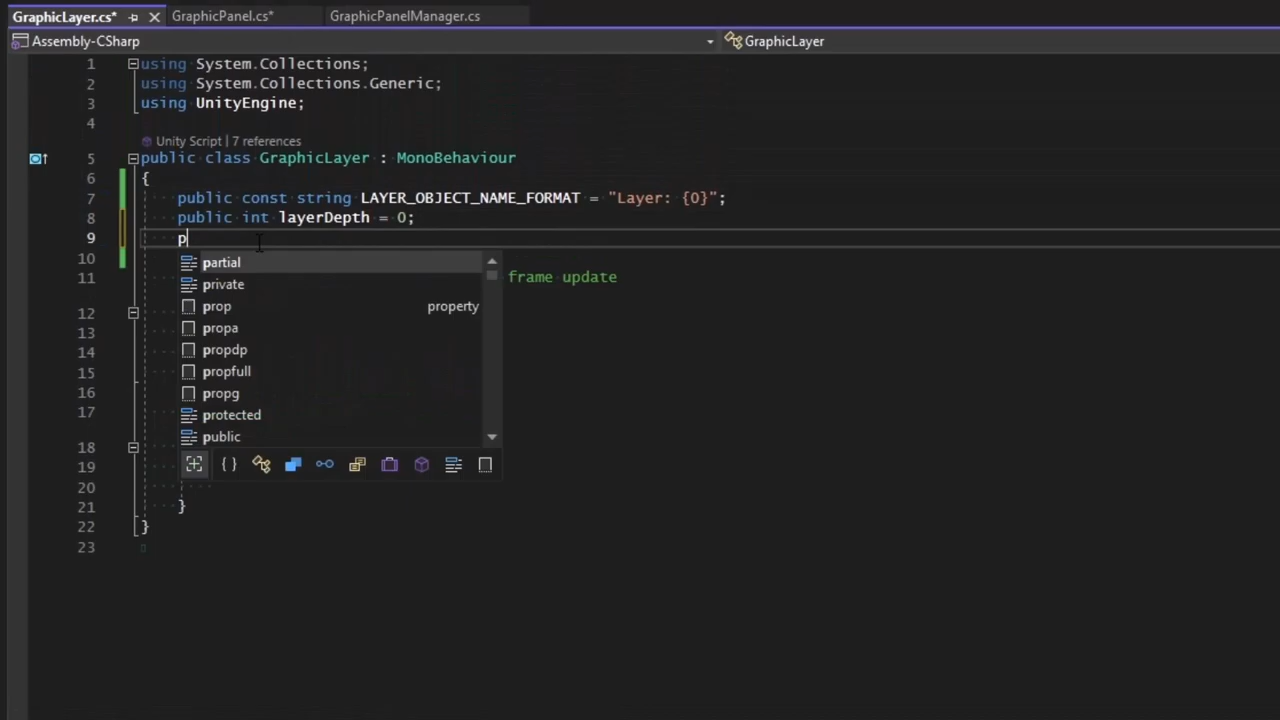 GraphicLayer.cs*
GraphicPanel.cs*
GraphicPanelManager.cs
Assembly-CSharp
GraphicLayer
1 using System.Collections;
2 using System.Collections.Generic;
3 using UnityEngine;
4
Unity Script | 7 references
5 public class GraphicLayer : MonoBehaviour
6 {
7 public const string LAYER_OBJECT_NAME_FORMAT = "Layer: {0}";
8 public int layerDepth = 0;
9 p
10 partial
11 frame update
private
12 prop property
13 propa
14 propdp
15 propfull
16 propg
17 protected
18 public
19 { }
20
21 }
22 }
23